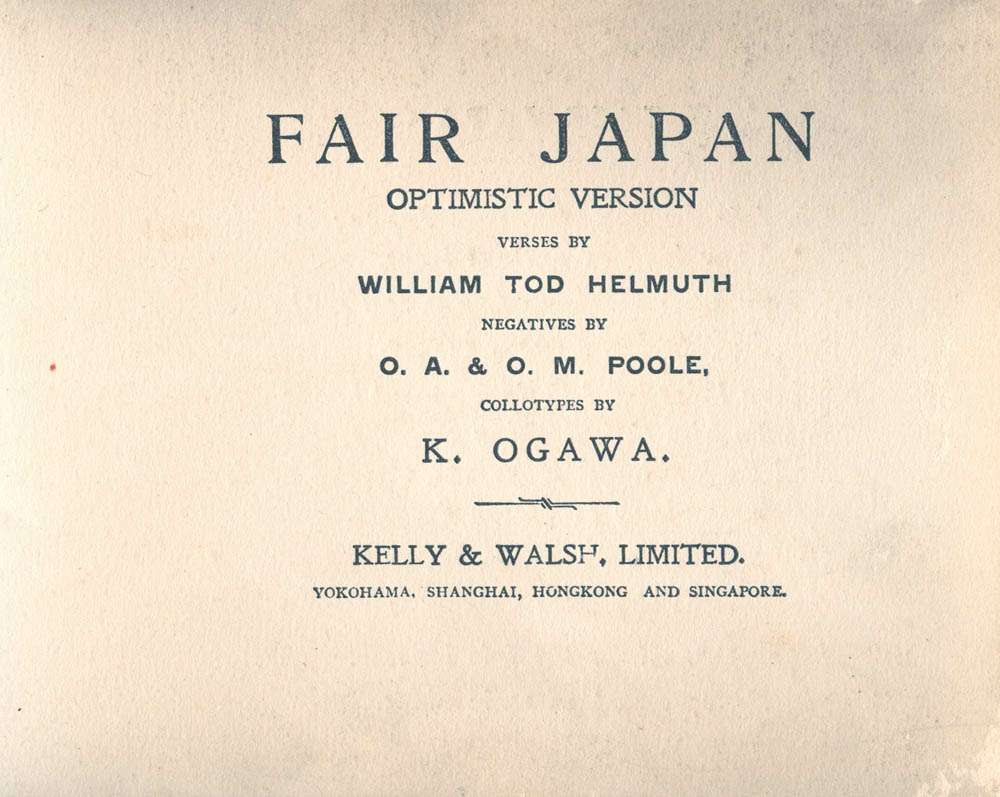 FAIR JAPAN
OPTIMISTIC VERSION
VERSES BY
WILLIAM TOD HELMUTH
NEGATIVES BY
O. A. & O. M. POOLE,
COLLOTYPES BY
K. OGAWA.
KELLY & WALSH, LIMITED.
YOKOHAMA, SHANGHAI, HONGKONG AND SINGAPORE.